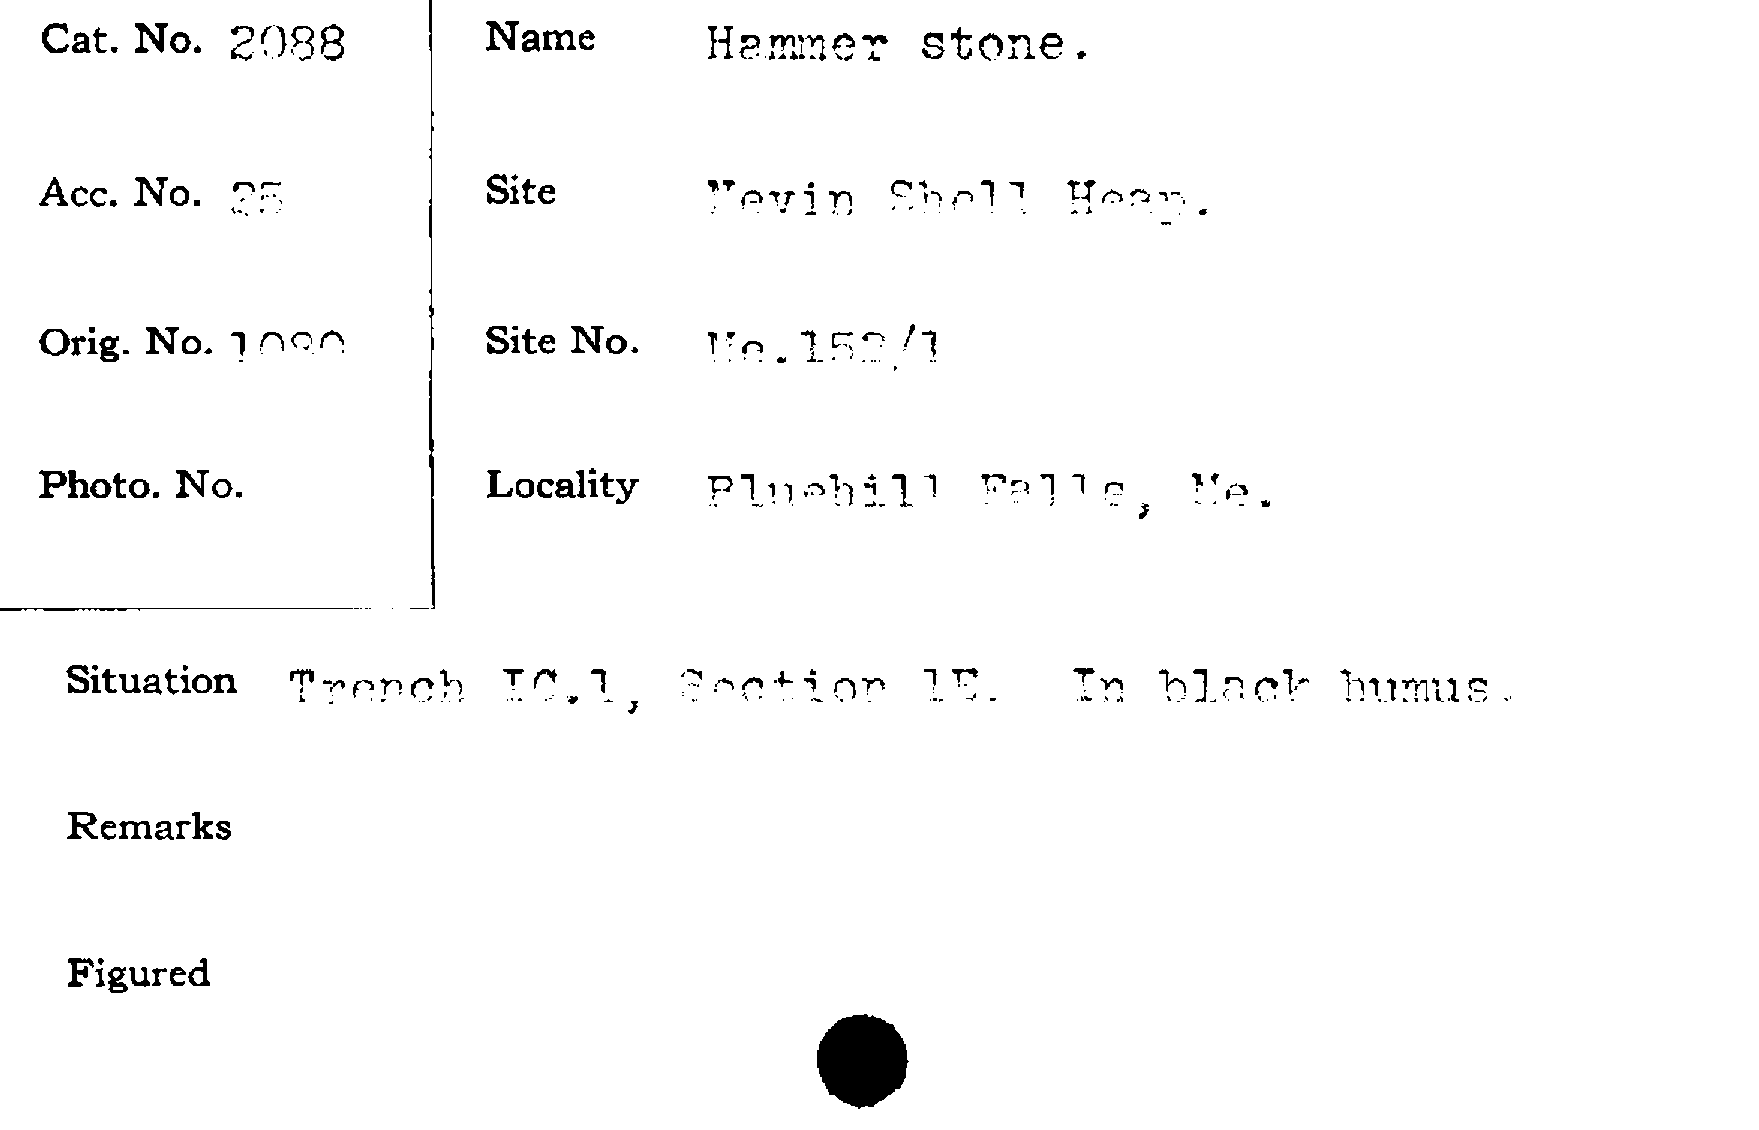 Cat. No. 2088
Name Hammer stone.
Acc. No. 25
Site Nevin Shell Heap.
Orig. No.
Site No. Me.152/1
Photo. No.
Locality Bluehill Falls, Me.
Situation Trench IC.1, Section 1E. In black humus.
Remarks
Figured